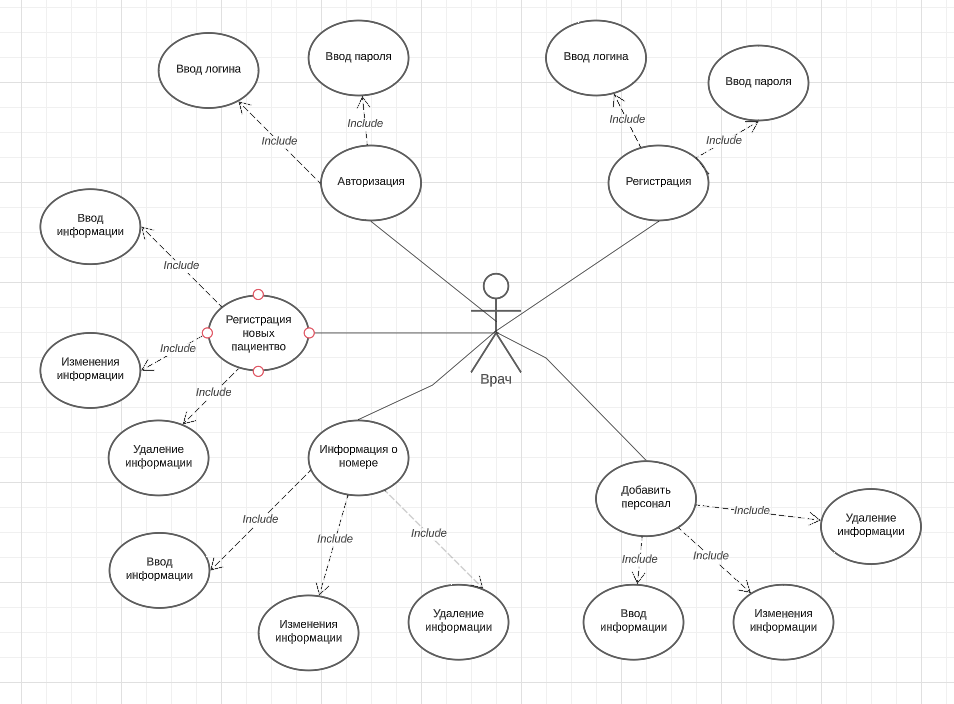 Ввод логина
Ввод пароля
Include
Include
Авторизация
Ввод логина
Ввод пароля
Include
Include
Регистрация
Ввод
информации
Include
Регистрация
новых
пациентво
Include
Изменения
информации
Include
Удаление
информации
Врач
Информация о
номере
Include
Include
Include
Ввод
информации
Изменения
информации
Удаление
информации
Добавить
персонал
Include
Удаление
информации
Include
Include
Ввод
информации
Изменения
информации